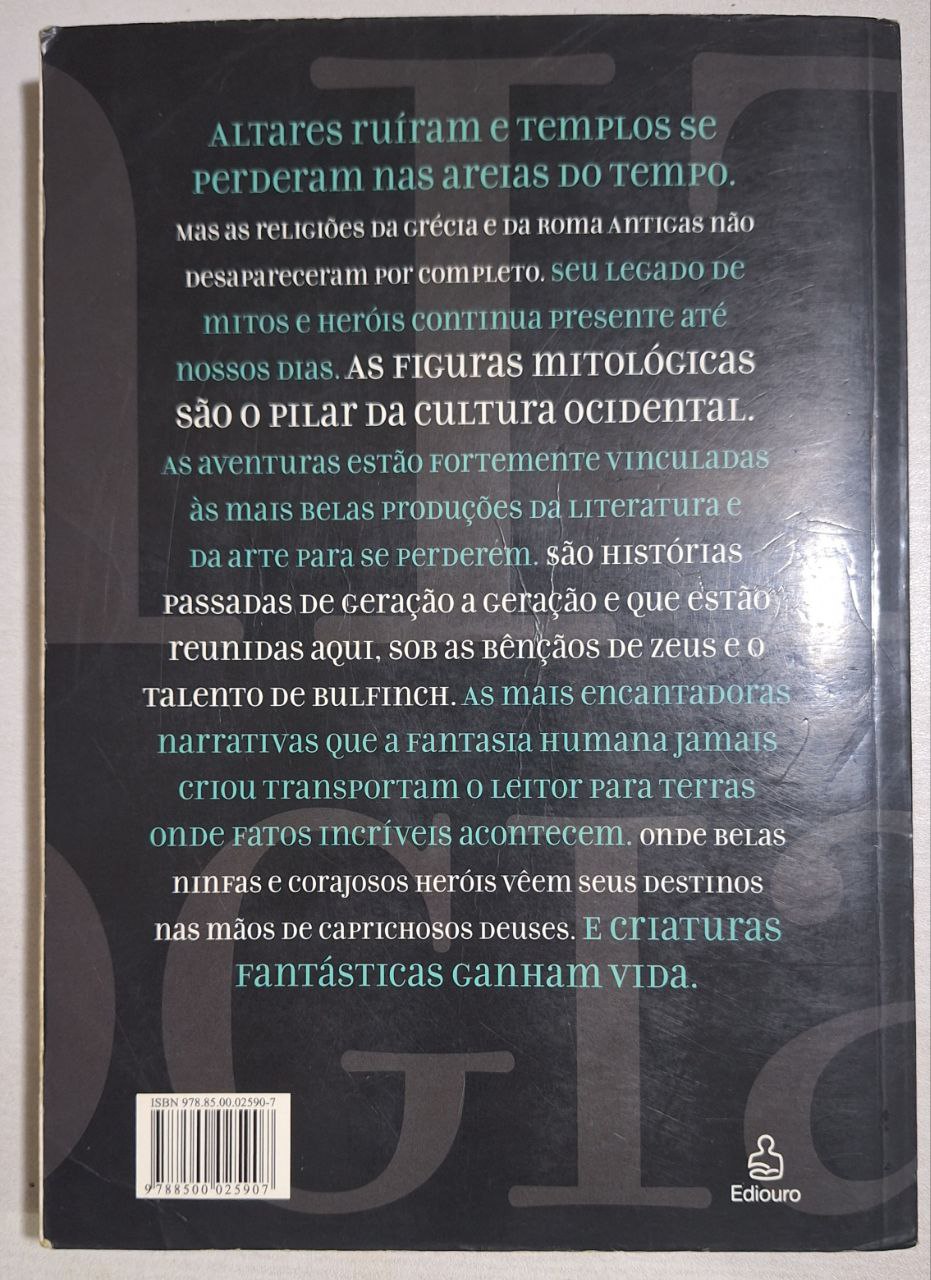 ALTARES RUÍRAM E TEMPLOS SE
PERDERAM NAS AREIAS DO TEMPO.
MAS AS RELIGIÕES DA GRÉCIA E DA ROMA ANTIGAS NÃO
DESAPARECERAM POR COMPLETO. SEU LEGADO DE
MITOS E HERÓIS CONTINUA PRESENTE ATÉ
NOSSOS DIAS. AS FIGURAS MITOLÓGICAS
SÃO O PILAR DA CULTURA OCIDENTAL.
AS AVENTURAS ESTÃO FORTEMENTE VINCULADAS
ÀS MAIS BELAS PRODUÇÕES DA LITERATURA E
DA ARTE PARA SE PERDEREM. SÃO HISTÓRIAS
PASSADAS DE GERAÇÃO A GERAÇÃO E QUE ESTÃO
REUNIDAS AQUI, SOB AS BÊNÇÃOS DE ZEUS E O
TALENTO DE BULFINCH. AS MAIS ENCANTADORAS
NARRATIVAS QUE A FANTASIA HUMANA JAMAIS
CRIOU TRANSPORTAM O LEITOR PARA TERRAS
ONDE FATOS INCRÍVEIS ACONTECEM. ONDE BELAS
NINFAS E CORAJOSOS HERÓIS VÊEM SEUS DESTINOS
NAS MÃOS DE CAPRICHOSOS DEUSES. E CRIATURAS
FANTÁSTICAS GANHAM VIDA.
ISBN 978.85.00.02590-7
9 788500 025907
Ediouro